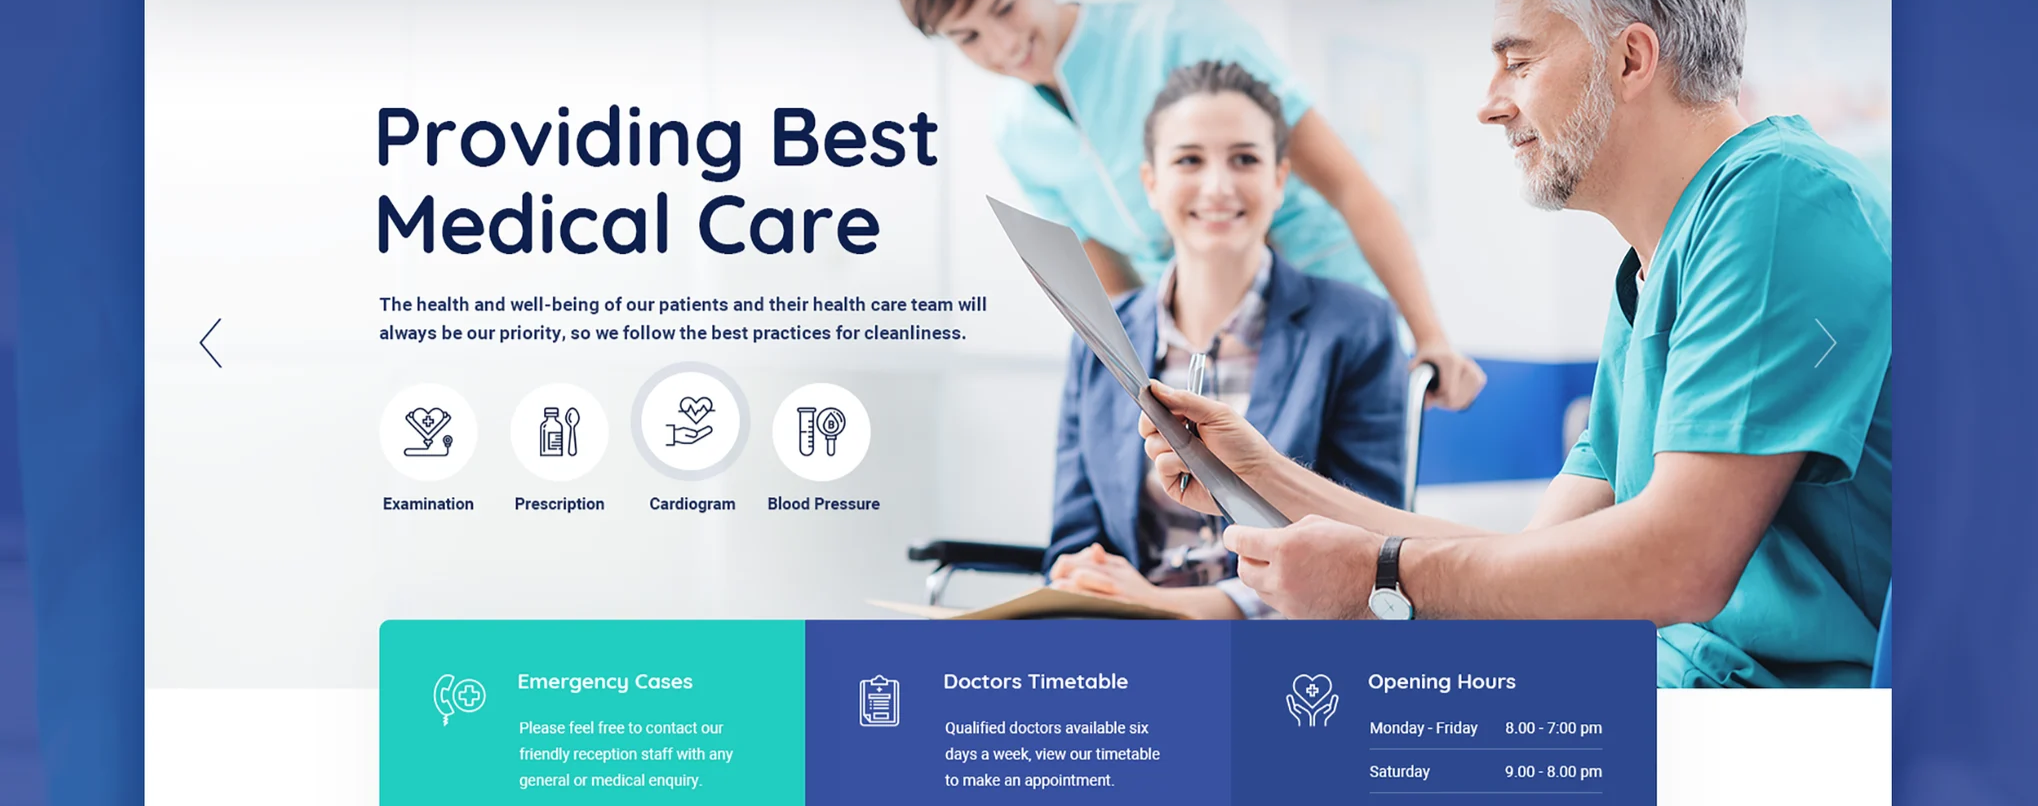 Providing Best
Medical Care
The health and well-being of our patients and their health care team will
always be our priority, so we follow the best practices for cleanliness.
Examination
Prescription
Cardiogram
B
Blood Pressure
Emergency Cases
Please feel free to contact our
friendly reception staff with any
general or medical enquiry.
Doctors Timetable
Qualified doctors available six
days a week, view our timetable
to make an appointment.
Opening Hours
Monday - Friday 8.00 - 7:00 pm
Saturday 9.00 - 8.00 pm